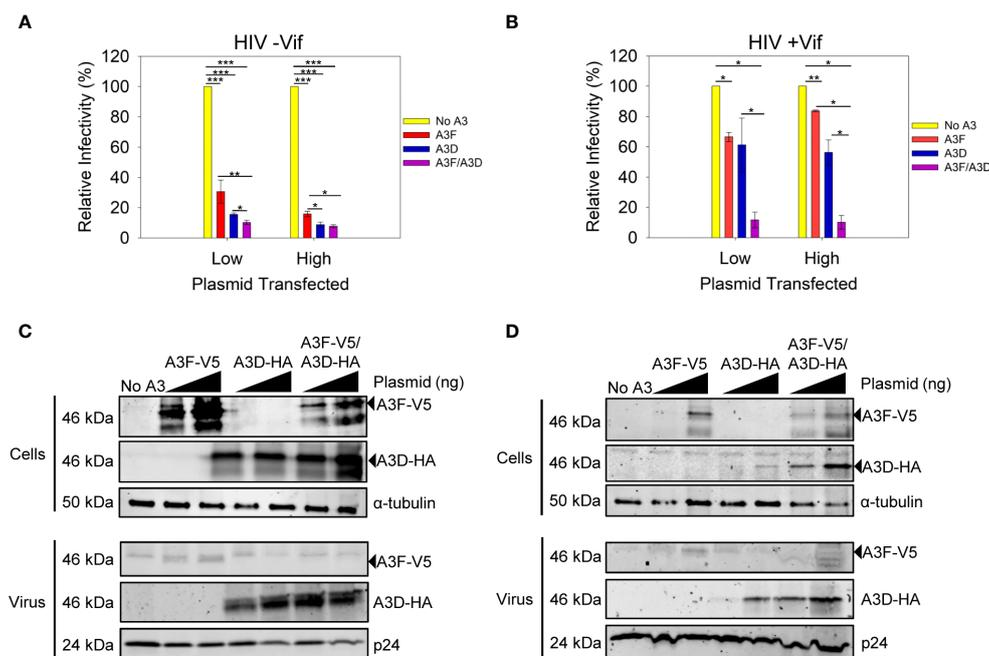 A
HIV -Vif
Relative Infectivity (%)
120
100
80
60
40
20
0
***
***
***
**
*
***
***
***
*
*
Low
High
Plasmid Transfected
No A3
A3F
A3D
A3F/A3D
B
HIV +Vif
Relative Infectivity (%)
120
100
80
60
40
20
0
*
*
*
*
**
*
*
Low
High
Plasmid Transfected
No A3
A3F
A3D
A3F/A3D
C
No A3
A3F-V5
A3D-HA
A3F-V5/
A3D-HA
Plasmid (ng)
Cells
46 kDa
A3F-V5
46 kDa
A3D-HA
50 kDa
α-tubulin
Virus
46 kDa
A3F-V5
46 kDa
A3D-HA
24 kDa
p24
D
No A3
A3F-V5
A3D-HA
A3F-V5/
A3D-HA
Plasmid (ng)
Cells
46 kDa
A3F-V5
46 kDa
A3D-HA
50 kDa
α-tubulin
Virus
46 kDa
A3F-V5
46 kDa
A3D-HA
24 kDa
p24